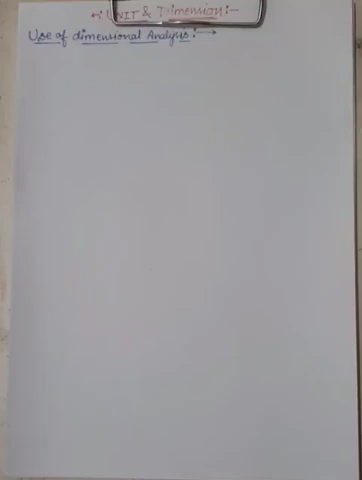 •: UNIT & Dimension :-
Use of dimensional Analysis :→